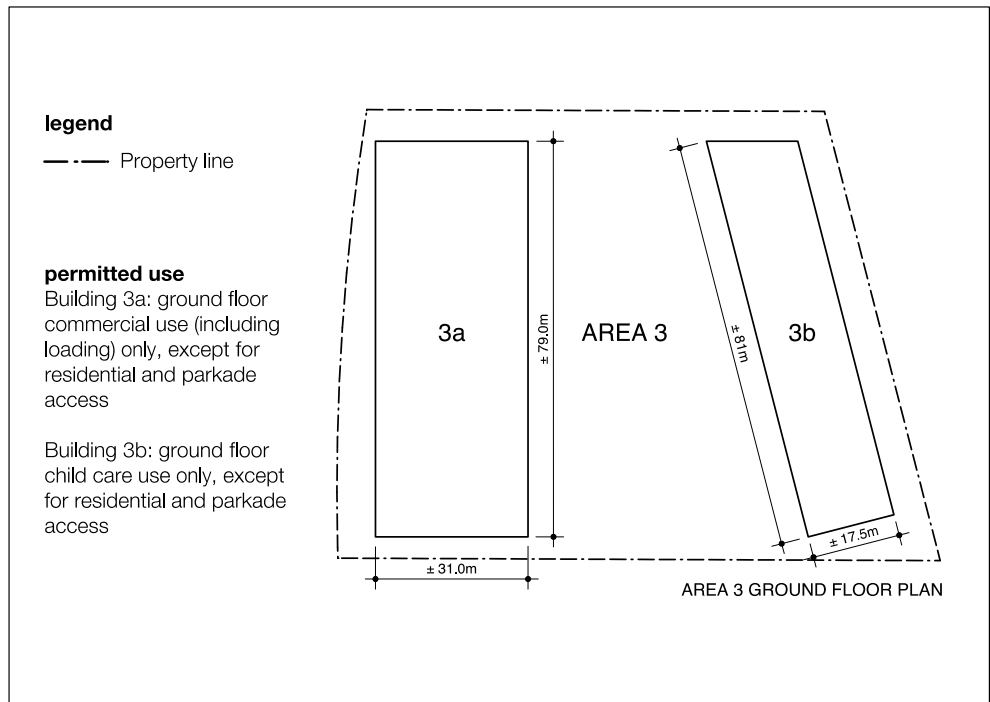 legend
Property line
permitted use
Building 3a: ground floor
commercial use (including
loading) only, except for
residential and parkade
access
Building 3b: ground floor
child care use only, except
for residential and parkade
access
3a
± 79.0m
AREA 3
± 81m
3b
± 31.0m
± 17.5m
AREA 3 GROUND FLOOR PLAN